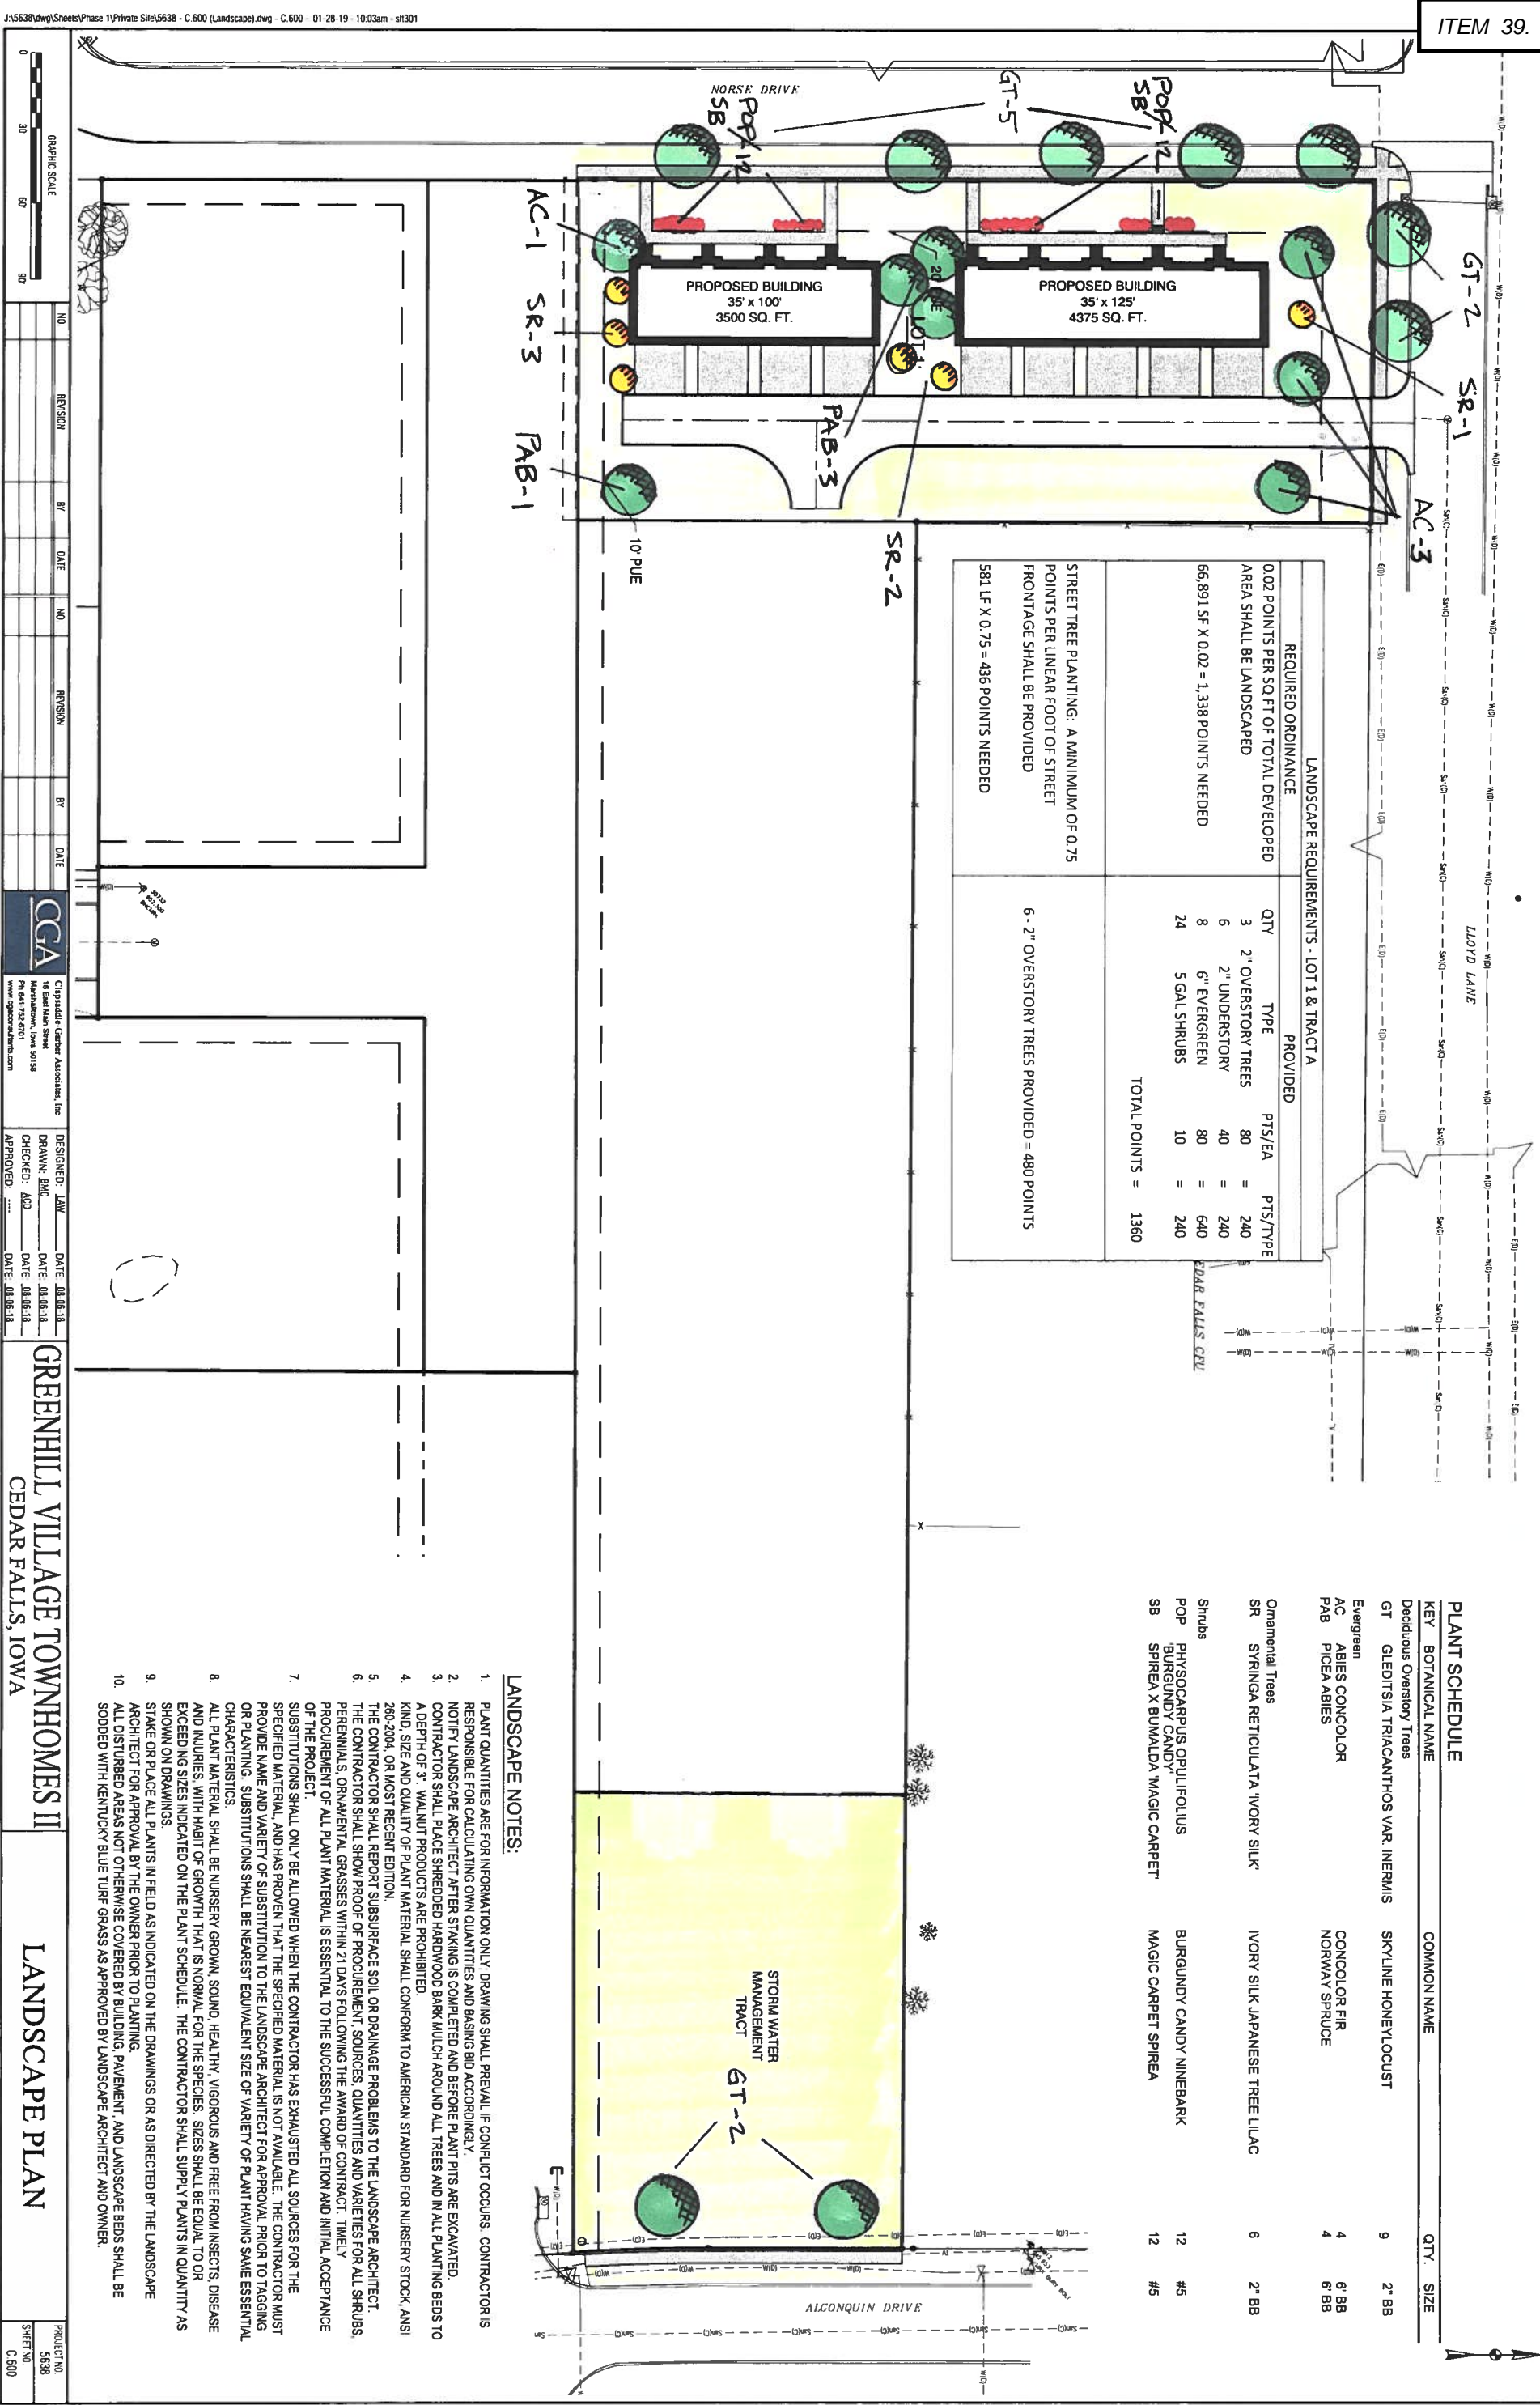 J:\5638\dwg\Sheets\Phase 1\Private Site\5638 - C.600 (Landscape).dwg - C.600 - 01-28-19 - 10:03am - slt301
ITEM 39.
NORSE DRIVE
POP/12
SB
GT-5
POP/12
SB
AC-1
SR-3
PAB-1
GT-2
SR-1
AC-3
PAB-3
SR-2
PROPOSED BUILDING
35' x 100'
3500 SQ. FT.
PROPOSED BUILDING
35' x 125'
4375 SQ. FT.
LOT 1
10' PUE
LLOYD LANE
LANDSCAPE REQUIREMENTS - LOT 1 & TRACT A
REQUIRED ORDINANCE
PROVIDED
0.02 POINTS PER SQ FT OF TOTAL DEVELOPED
AREA SHALL BE LANDSCAPED
66,891 SF X 0.02 = 1,338 POINTS NEEDED
QTY TYPE PTS/EA PTS/TYPE
3 2" OVERSTORY TREES 80 = 240
6 2" UNDERSTORY 40 = 240
8 6" EVERGREEN 80 = 640
24 5 GAL SHRUBS 10 = 240
TOTAL POINTS = 1360
STREET TREE PLANTING: A MINIMUM OF 0.75
POINTS PER LINEAR FOOT OF STREET
FRONTAGE SHALL BE PROVIDED
581 LF X 0.75 = 436 POINTS NEEDED
6 - 2" OVERSTORY TREES PROVIDED = 480 POINTS
EDAR FALLS CFU
PLANT SCHEDULE
KEY BOTANICAL NAME COMMON NAME QTY. SIZE
Deciduous Overstory Trees
GT GLEDITSIA TRIACANTHOS VAR. INERMIS SKYLINE HONEYLOCUST 9 2" BB
Evergreen
AC ABIES CONCOLOR CONCOLOR FIR 4 6' BB
PAB PICEA ABIES NORWAY SPRUCE 4 6' BB
Ornamental Trees
SR SYRINGA RETICULATA 'IVORY SILK' IVORY SILK JAPANESE TREE LILAC 6 2" BB
Shrubs
POP PHYSOCARPUS OPULIFOLIUS BURGUNDY CANDY NINEBARK 12 #5
'BURGUNDY CANDY'
SB SPIREA X BUMALDA 'MAGIC CARPET' MAGIC CARPET SPIREA 12 #5
STORM WATER
MANAGEMENT
TRACT
GT-2
ALGONQUIN DRIVE
LANDSCAPE NOTES:
1. PLANT QUANTITIES ARE FOR INFORMATION ONLY, DRAWING SHALL PREVAIL IF CONFLICT OCCURS. CONTRACTOR IS
RESPONSIBLE FOR CALCULATING OWN QUANTITIES AND BASING BID ACCORDINGLY.
2. NOTIFY LANDSCAPE ARCHITECT AFTER STAKING IS COMPLETED AND BEFORE PLANT PITS ARE EXCAVATED.
3. CONTRACTOR SHALL PLACE SHREDDED HARDWOOD BARK MULCH AROUND ALL TREES AND IN ALL PLANTING BEDS TO
A DEPTH OF 3". WALNUT PRODUCTS ARE PROHIBITED.
4. KIND, SIZE AND QUALITY OF PLANT MATERIAL SHALL CONFORM TO AMERICAN STANDARD FOR NURSERY STOCK, ANSI
260-2004, OR MOST RECENT EDITION.
5. THE CONTRACTOR SHALL REPORT SUBSURFACE SOIL OR DRAINAGE PROBLEMS TO THE LANDSCAPE ARCHITECT.
6. THE CONTRACTOR SHALL SHOW PROOF OF PROCUREMENT, SOURCES, QUANTITIES AND VARIETIES FOR ALL SHRUBS,
PERENNIALS, ORNAMENTAL GRASSES WITHIN 21 DAYS FOLLOWING THE AWARD OF CONTRACT. TIMELY
PROCUREMENT OF ALL PLANT MATERIAL IS ESSENTIAL TO THE SUCCESSFUL COMPLETION AND INITIAL ACCEPTANCE
OF THE PROJECT.
7. SUBSTITUTIONS SHALL ONLY BE ALLOWED WHEN THE CONTRACTOR HAS EXHAUSTED ALL SOURCES FOR THE
SPECIFIED MATERIAL, AND HAS PROVEN THAT THE SPECIFIED MATERIAL IS NOT AVAILABLE. THE CONTRACTOR MUST
PROVIDE NAME AND VARIETY OF SUBSTITUTION TO THE LANDSCAPE ARCHITECT FOR APPROVAL PRIOR TO TAGGING
OR PLANTING. SUBSTITUTIONS SHALL BE NEAREST EQUIVALENT SIZE OF VARIETY OF PLANT HAVING SAME ESSENTIAL
CHARACTERISTICS.
8. ALL PLANT MATERIAL SHALL BE NURSERY GROWN, SOUND, HEALTHY, VIGOROUS AND FREE FROM INSECTS, DISEASE
AND INJURIES, WITH HABIT OF GROWTH THAT IS NORMAL FOR THE SPECIES. SIZES SHALL BE EQUAL TO OR
EXCEEDING SIZES INDICATED ON THE PLANT SCHEDULE. THE CONTRACTOR SHALL SUPPLY PLANTS IN QUANTITY AS
SHOWN ON DRAWINGS.
9. STAKE OR PLACE ALL PLANTS IN FIELD AS INDICATED ON THE DRAWINGS OR AS DIRECTED BY THE LANDSCAPE
ARCHITECT FOR APPROVAL BY THE OWNER PRIOR TO PLANTING.
10. ALL DISTURBED AREAS NOT OTHERWISE COVERED BY BUILDING, PAVEMENT, AND LANDSCAPE BEDS SHALL BE
SODDED WITH KENTUCKY BLUE TURF GRASS AS APPROVED BY LANDSCAPE ARCHITECT AND OWNER.
GRAPHIC SCALE
0 30 60 90'
NO REVISION BY DATE NO REVISION BY DATE
CGA
Clapsaddle-Garber Associates, Inc
16 East Main Street
Marshalltown, Iowa 50158
Ph 641-752-6701
www.cgaconsultants.com
DESIGNED: LAW DATE: 08-06-18
DRAWN: BMC DATE: 08-06-18
CHECKED: ACD DATE: 08-06-18
APPROVED: ---- DATE: 08-06-18
GREENHILL VILLAGE TOWNHOMES II
CEDAR FALLS, IOWA
LANDSCAPE PLAN
PROJECT NO.
5638
SHEET NO
C.600